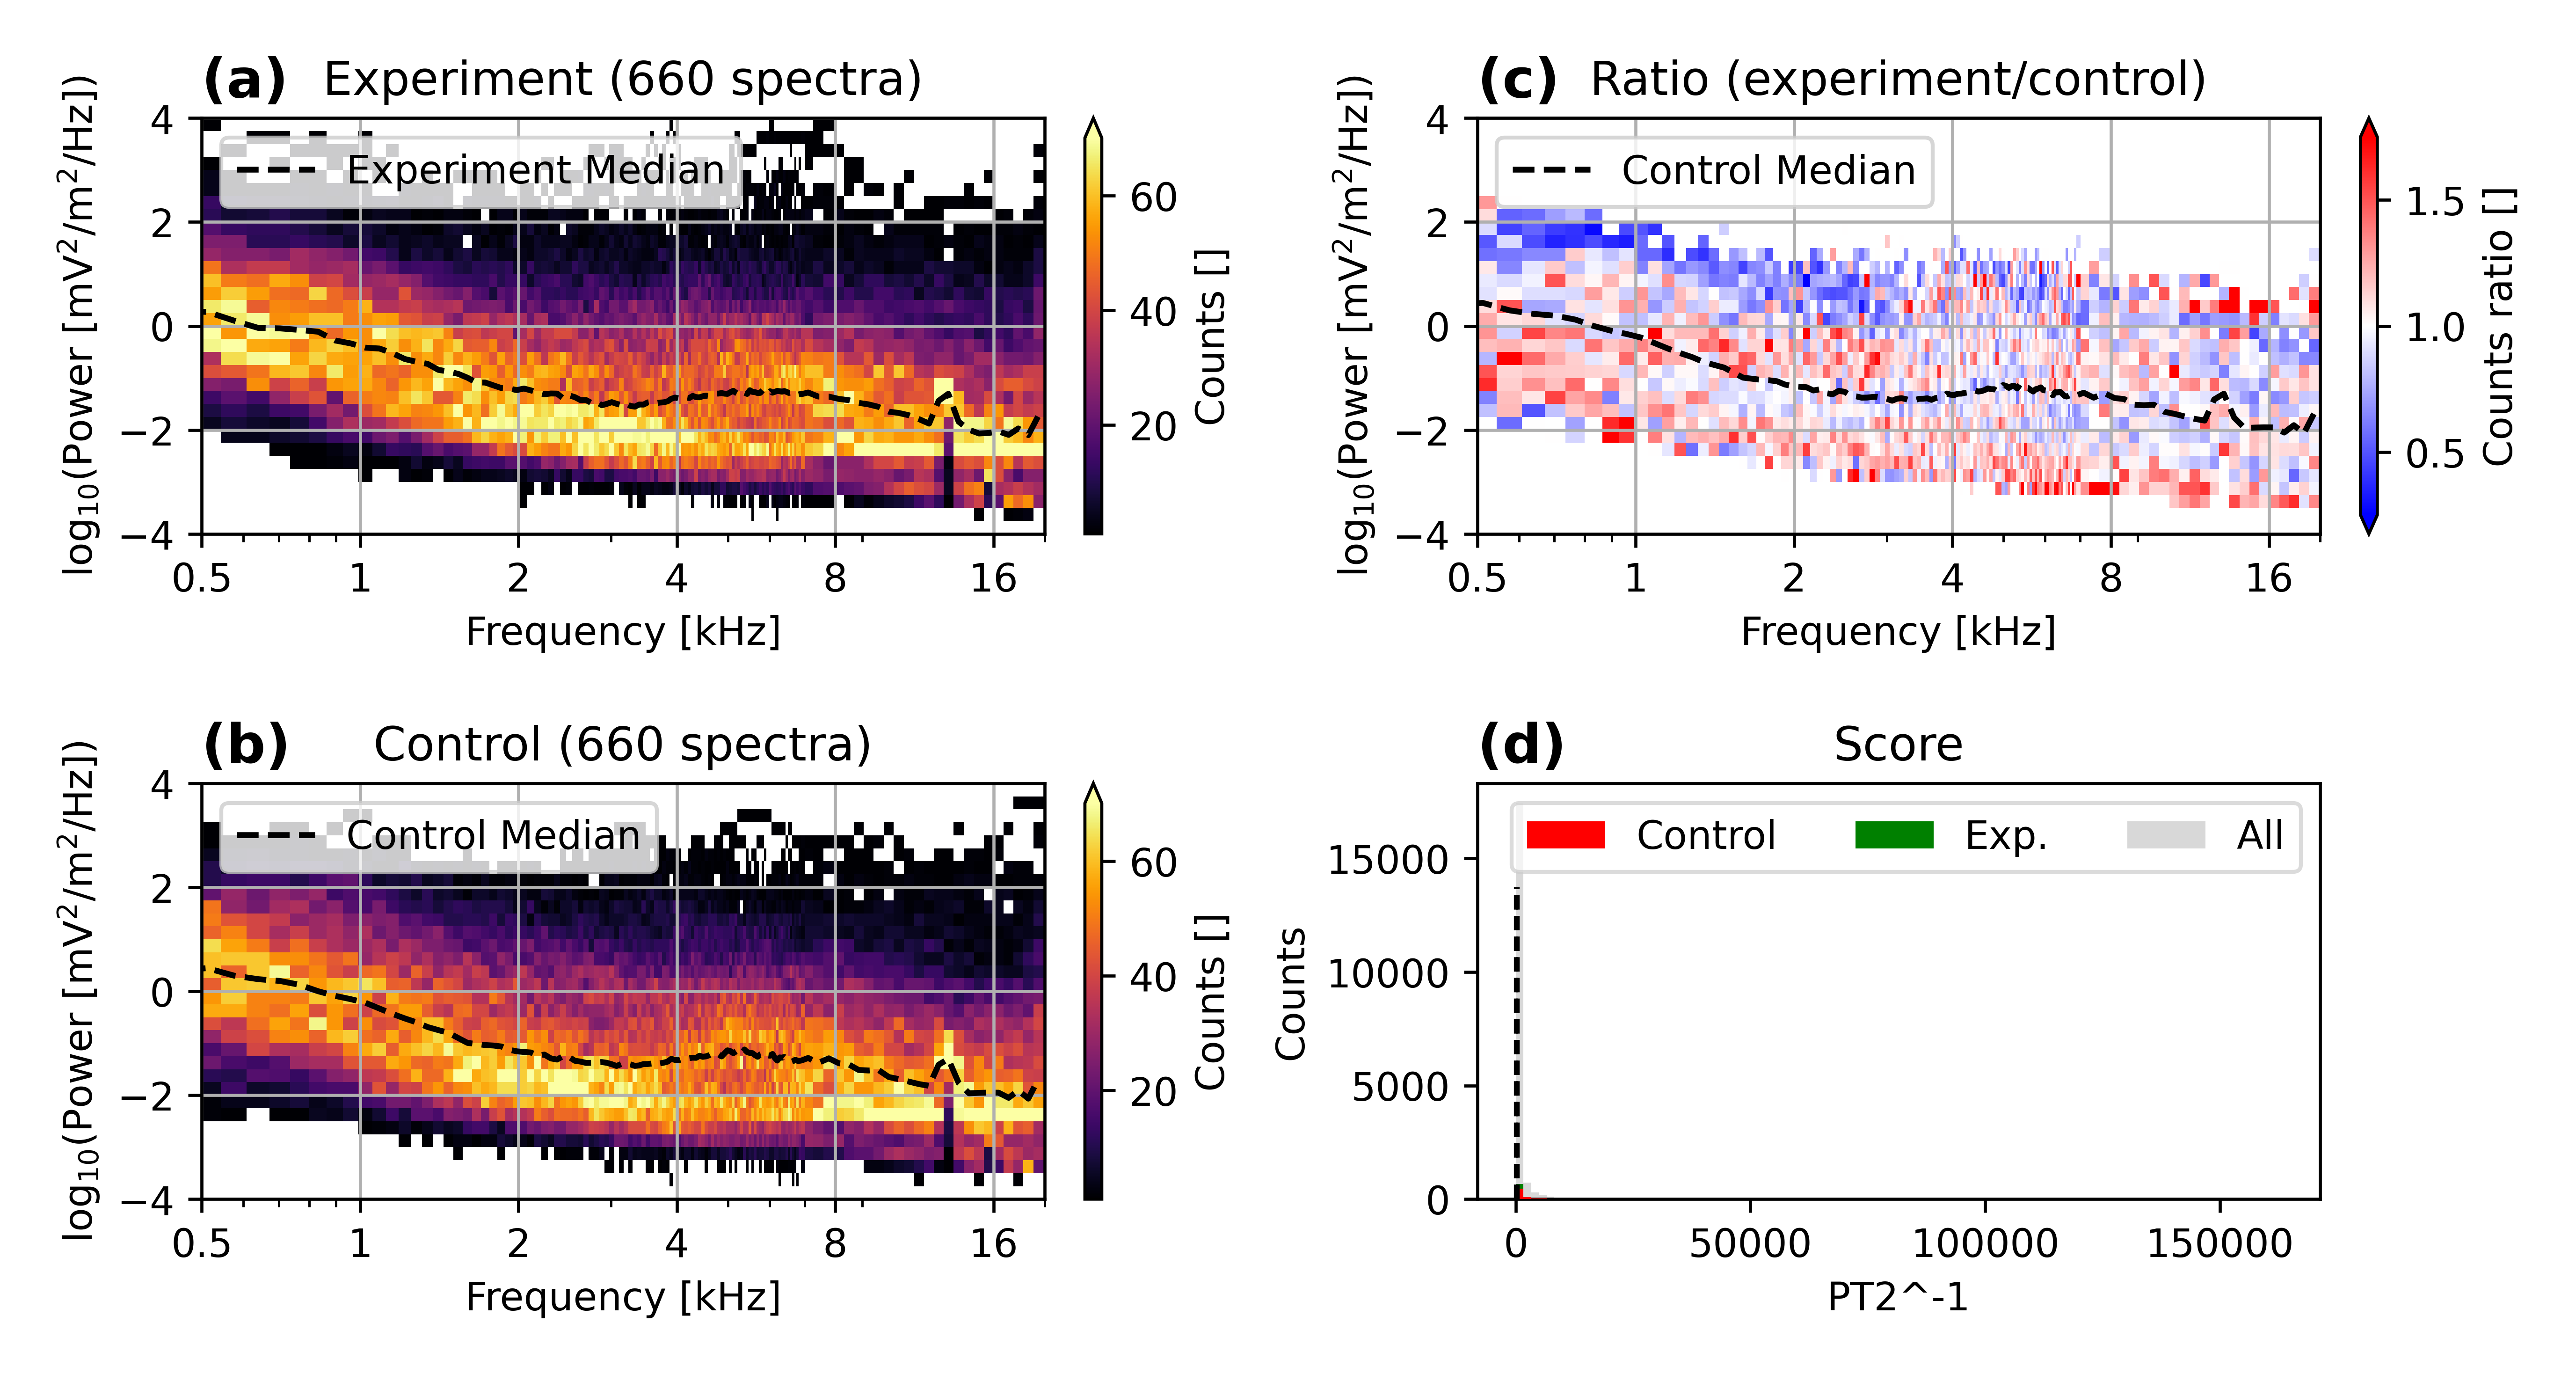 (a) Experiment (660 spectra)
log₁₀(Power [mV²/m²/Hz])
4
2
0
−2
−4
Experiment Median
0.5 1 2 4 8 16
Frequency [kHz]
60
40
20
Counts []
(c) Ratio (experiment/control)
log₁₀(Power [mV²/m²/Hz])
4
2
0
−2
−4
Control Median
0.5 1 2 4 8 16
Frequency [kHz]
1.5
1.0
0.5
Counts ratio []
(b) Control (660 spectra)
log₁₀(Power [mV²/m²/Hz])
4
2
0
−2
−4
Control Median
0.5 1 2 4 8 16
Frequency [kHz]
60
40
20
Counts []
(d) Score
Counts
15000
10000
5000
0
Control Exp. All
0 50000 100000 150000
PT2^-1